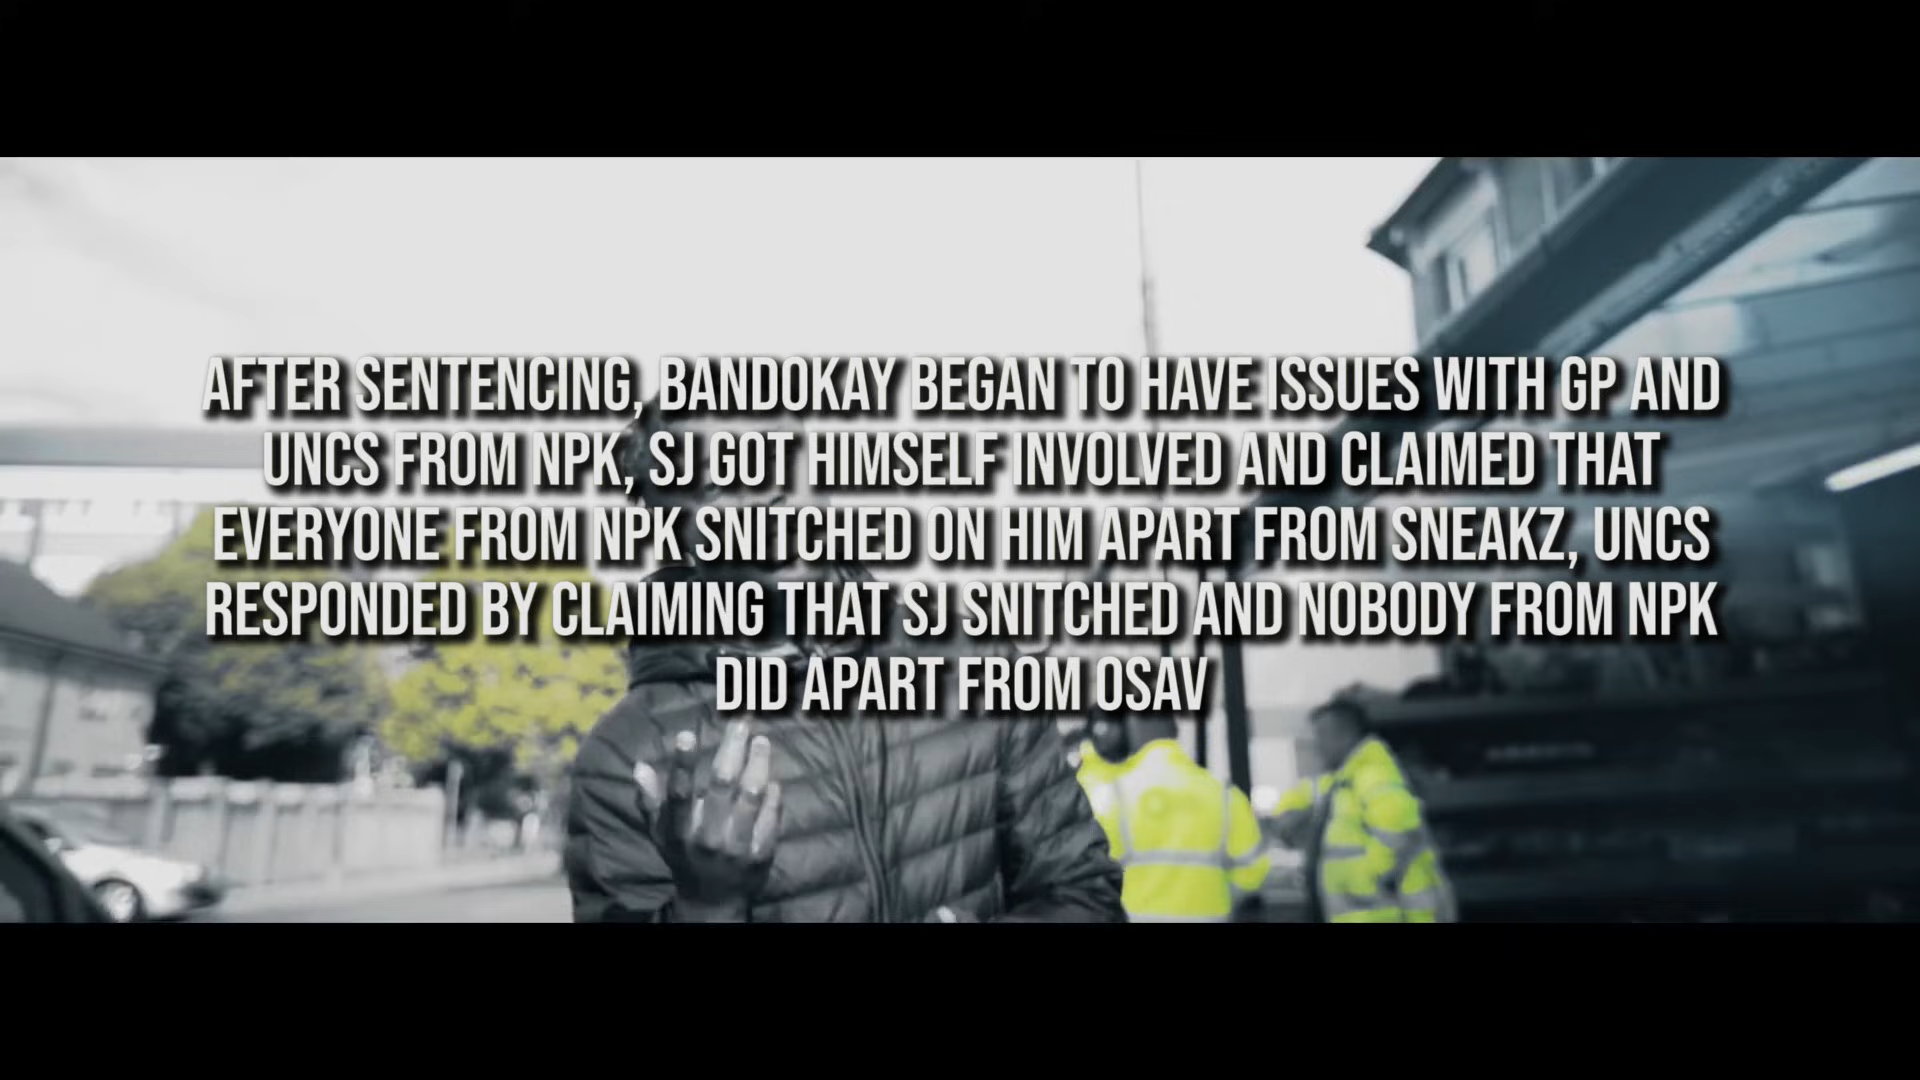 AFTER SENTENCING, BANDOKAY BEGAN TO HAVE ISSUES WITH GP AND
UNCS FROM NPK, SJ GOT HIMSELF INVOLVED AND CLAIMED THAT
EVERYONE FROM NPK SNITCHED ON HIM APART FROM SNEAKZ, UNCS
RESPONDED BY CLAIMING THAT SJ SNITCHED AND NOBODY FROM NPK
DID APART FROM OSAV